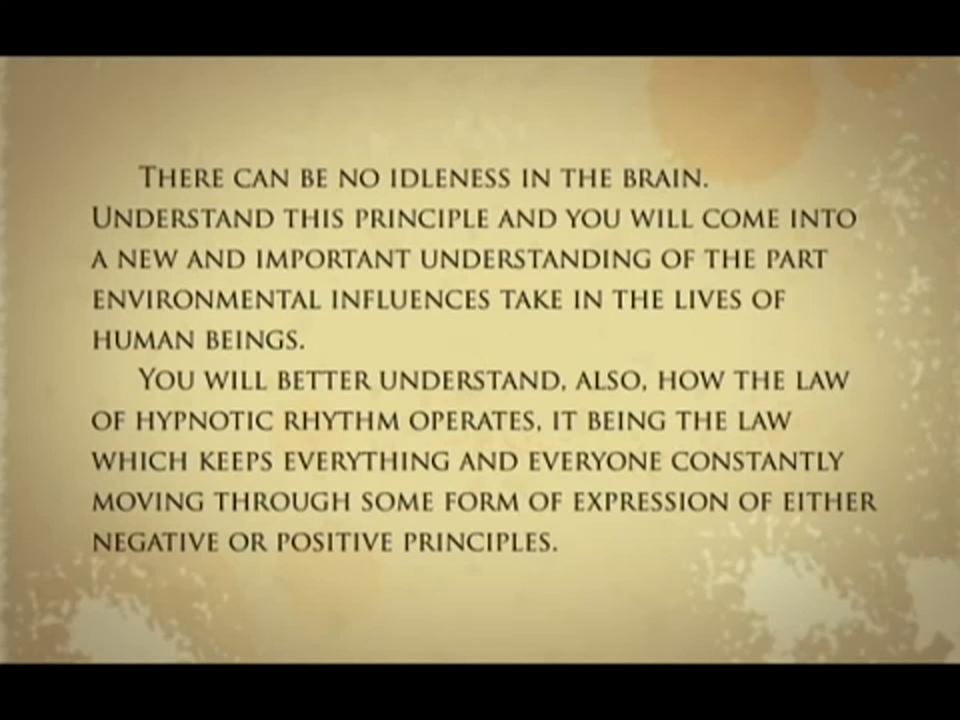 There can be no idleness in the brain.
Understand this principle and you will come into
a new and important understanding of the part
environmental influences take in the lives of
human beings.
You will better understand, also, how the law
of hypnotic rhythm operates, it being the law
which keeps everything and everyone constantly
moving through some form of expression of either
negative or positive principles.